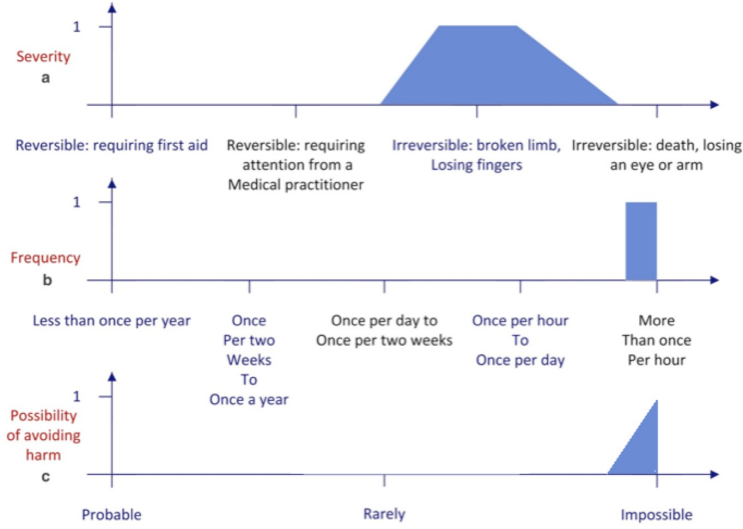 1
Severity
a
Reversible: requiring first aid
Reversible: requiring
attention from a
Medical practitioner
Irreversible: broken limb,
Losing fingers
Irreversible: death, losing
an eye or arm
1
Frequency
b
Less than once per year
Once
Per two
Weeks
To
Once a year
Once per day to
Once per two weeks
Once per hour
To
Once per day
More
Than once
Per hour
1
Possibility
of avoiding
harm
c
Probable
Rarely
Impossible